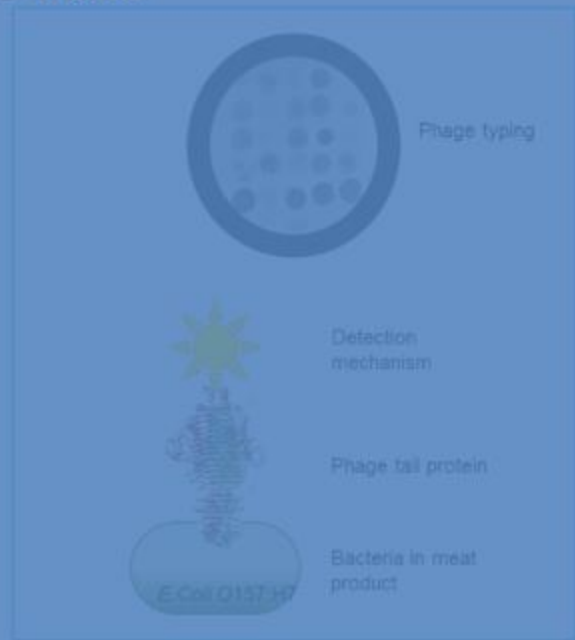 Phage typing
Detection
mechanism
Phage tail protein
Bacteria in meat
product
E.Coli O157:H7